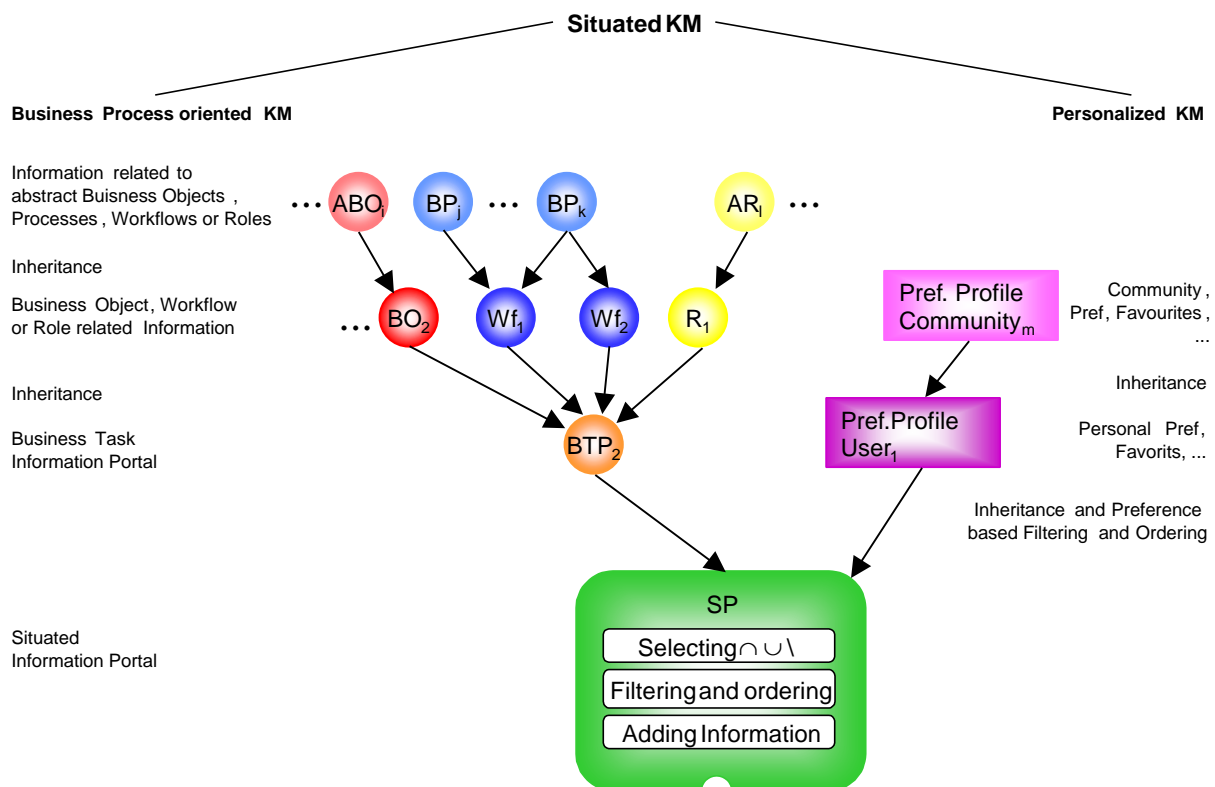 Situated KM
Business Process oriented KM
Personalized KM
Information related to
abstract Buisness Objects ,
Processes , Workflows or Roles
... ABOi BPj ... BPk ARl ...
Inheritance
Business Object, Workflow
or Role related Information
... BO2 Wf1 Wf2 R1
Pref. Profile
Communitym
Community ,
Pref, Favourites ,
...
Inheritance
Inheritance
Business Task
Information Portal
BTP2
Pref.Profile
User1
Personal Pref,
Favorits, ...
Inheritance and Preference
based Filtering and Ordering
Situated
Information Portal
SP
Selecting ∩ ∪ \
Filtering and ordering
Adding Information